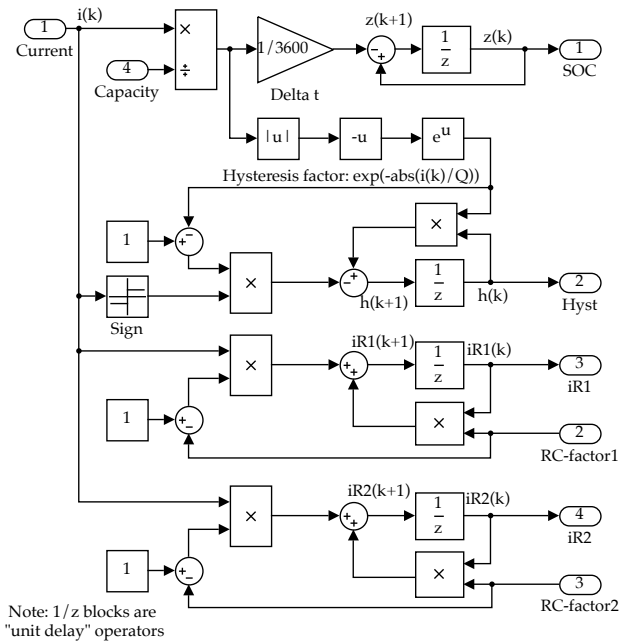 1
i(k)
Current
×
÷
4
Capacity
1/3600
Delta t
z(k+1)
- +
1
z
z(k)
1
SOC
|u|
-u
e^u
Hysteresis factor: exp(-abs(i(k)/Q))
1
+ -
×
×
Sign
- +
h(k+1)
1
z
h(k)
2
Hyst
×
iR1(k+1)
+ +
1
z
iR1(k)
3
iR1
1
+ -
×
2
RC-factor1
×
iR2(k+1)
+ +
1
z
iR2(k)
4
iR2
1
+ -
×
3
RC-factor2
Note: 1/z blocks are
"unit delay" operators